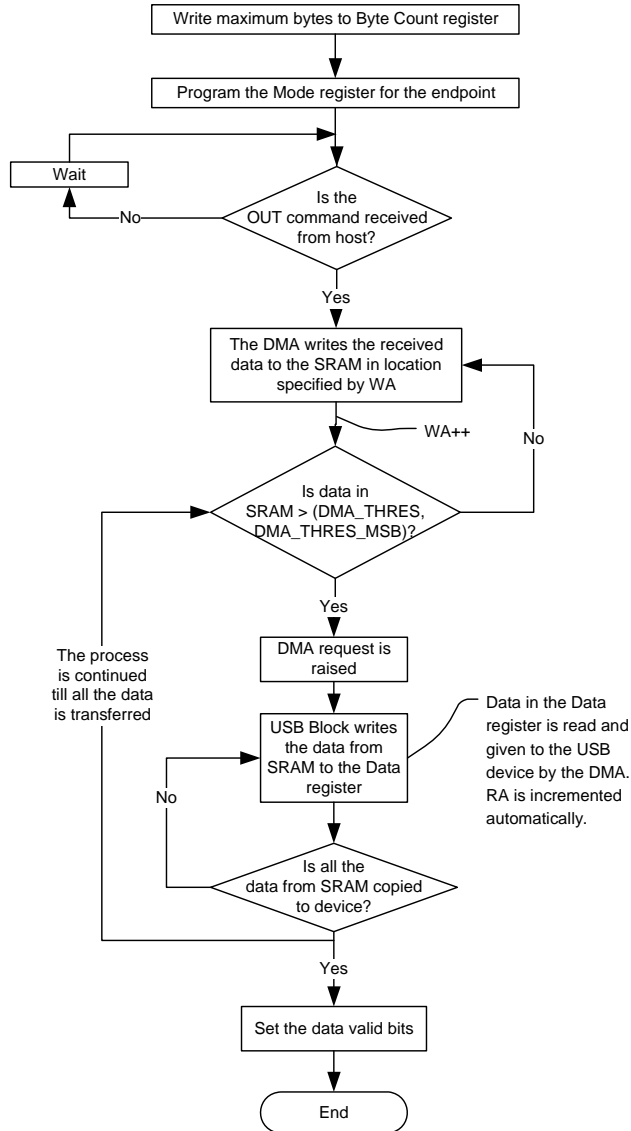 Write maximum bytes to Byte Count register
Program the Mode register for the endpoint
Wait
Is the
OUT command received
from host?
No
Yes
The DMA writes the received
data to the SRAM in location
specified by WA
WA++
No
Is data in
SRAM > (DMA_THRES,
DMA_THRES_MSB)?
Yes
The process
is continued
till all the data
is transferred
DMA request is
raised
USB Block writes
the data from
SRAM to the Data
register
Data in the Data
register is read and
given to the USB
device by the DMA.
RA is incremented
automatically.
No
Is all the
data from SRAM copied
to device?
Yes
Set the data valid bits
End